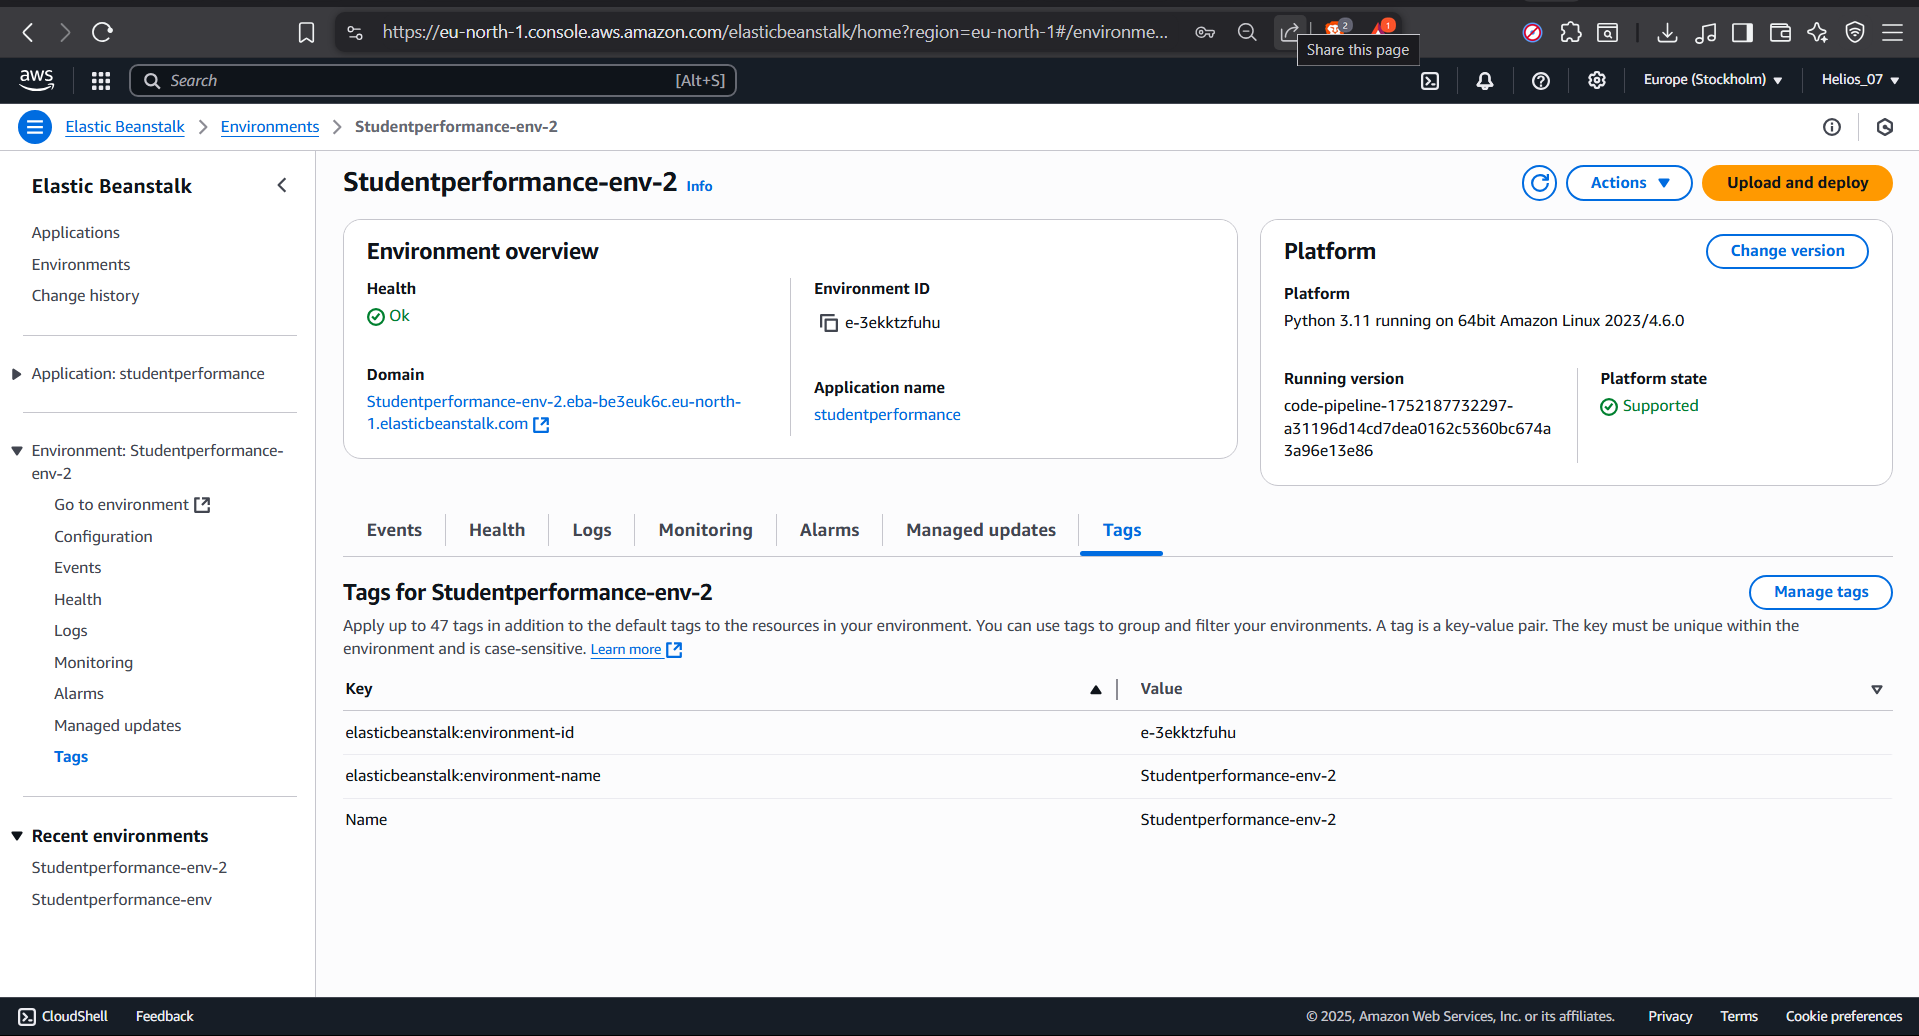 https://eu-north-1.console.aws.amazon.com/elasticbeanstalk/home?region=eu-north-1#/environme...
2
1
Share this page
aws
Search
[Alt+S]
Europe (Stockholm)
Helios_07
Elastic Beanstalk
Environments
Studentperformance-env-2
Elastic Beanstalk
Applications
Environments
Change history
Application: studentperformance
Environment: Studentperformance-
env-2
Go to environment
Configuration
Events
Health
Logs
Monitoring
Alarms
Managed updates
Tags
Recent environments
Studentperformance-env-2
Studentperformance-env
Studentperformance-env-2 Info
Actions
Upload and deploy
Environment overview
Health
Ok
Domain
Studentperformance-env-2.eba-be3euk6c.eu-north-
1.elasticbeanstalk.com
Environment ID
e-3ekktzfuhu
Application name
studentperformance
Platform
Change version
Platform
Python 3.11 running on 64bit Amazon Linux 2023/4.6.0
Running version
code-pipeline-1752187732297-
a31196d14cd7dea0162c5360bc674a
3a96e13e86
Platform state
Supported
Events
Health
Logs
Monitoring
Alarms
Managed updates
Tags
Tags for Studentperformance-env-2
Manage tags
Apply up to 47 tags in addition to the default tags to the resources in your environment. You can use tags to group and filter your environments. A tag is a key-value pair. The key must be unique within the
environment and is case-sensitive. Learn more
Key
Value
elasticbeanstalk:environment-id
e-3ekktzfuhu
elasticbeanstalk:environment-name
Studentperformance-env-2
Name
Studentperformance-env-2
CloudShell
Feedback
© 2025, Amazon Web Services, Inc. or its affiliates.
Privacy
Terms
Cookie preferences